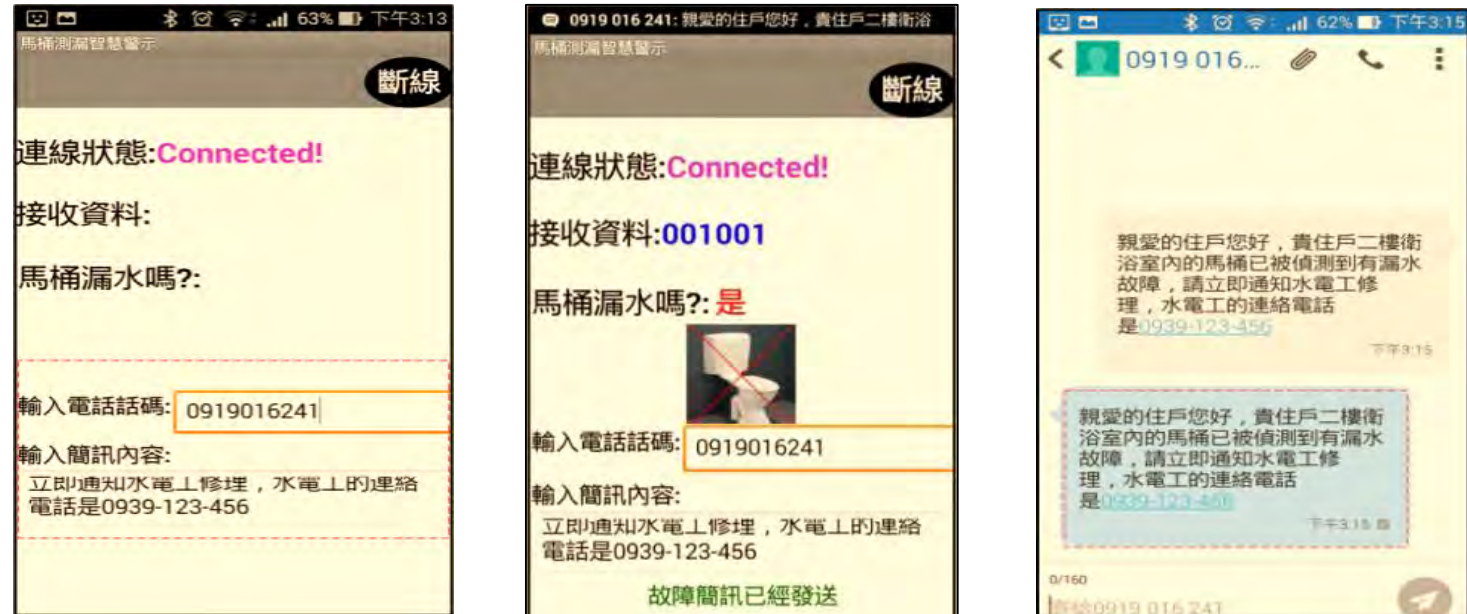 63% 下午3:13
馬桶測漏智慧警示
斷線
連線狀態:Connected!
接收資料:
馬桶漏水嗎?:
輸入電話話碼: 0919016241
輸入簡訊內容:
立即通知水電工修理，水電工的連絡
電話是0939-123-456
0919 016 241: 親愛的住戶您好，貴住戶二樓衛浴
馬桶測漏智慧警示
斷線
連線狀態:Connected!
接收資料:001001
馬桶漏水嗎?: 是
輸入電話話碼: 0919016241
輸入簡訊內容:
立即通知水電工修理，水電工的連絡
電話是0939-123-456
故障簡訊已經發送
62% 下午3:15
0919 016...
親愛的住戶您好，貴住戶二樓衛
浴室內的馬桶已被偵測到有漏水
故障，請立即通知水電工修
理，水電工的連絡電話
是0939-123-456
下午3:15
親愛的住戶您好，貴住戶二樓衛
浴室內的馬桶已被偵測到有漏水
故障，請立即通知水電工修
理，水電工的連絡電話
是0939-123-456
下午3:15
0/160
0919 016 241